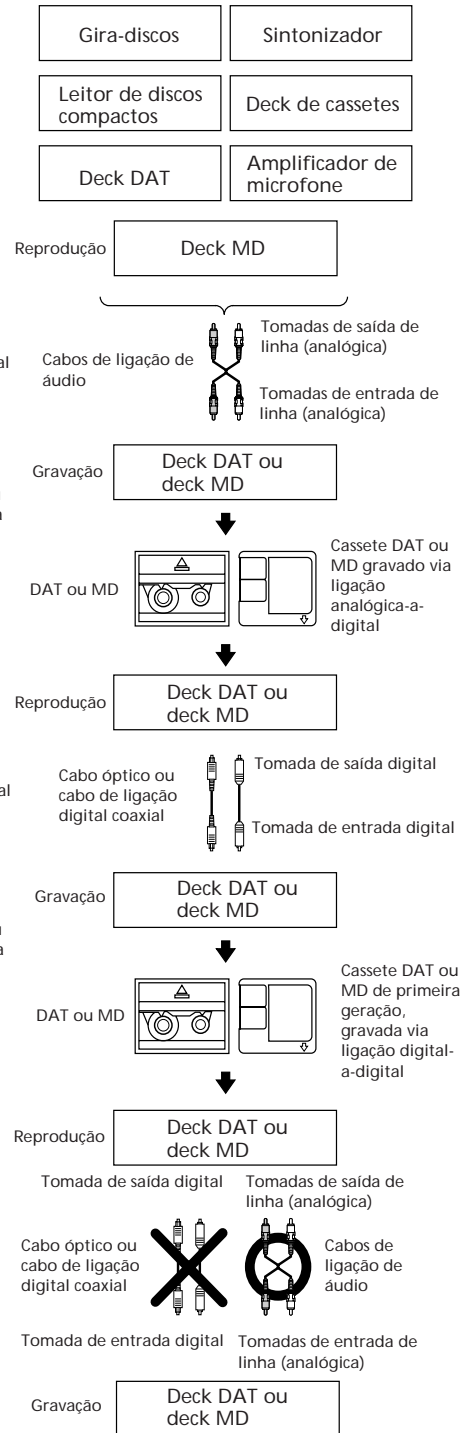 Gira-discos
Sintonizador
Leitor de discos
compactos
Deck de cassetes
Deck DAT
Amplificador de
microfone
Reprodução
Deck MD
Cabos de ligação de
áudio
Tomadas de saída de
linha (analógica)
Tomadas de entrada de
linha (analógica)
Gravação
Deck DAT ou
deck MD
DAT ou MD
Cassete DAT ou
MD gravado via
ligação
analógica-a-
digital
Reprodução
Deck DAT ou
deck MD
Cabo óptico ou
cabo de ligação
digital coaxial
Tomada de saída digital
Tomada de entrada digital
Gravação
Deck DAT ou
deck MD
DAT ou MD
Cassete DAT ou
MD de primeira
geração,
gravada via
ligação digital-
a-digital
Reprodução
Deck DAT ou
deck MD
Tomada de saída digital
Tomadas de saída de
linha (analógica)
Cabo óptico ou
cabo de ligação
digital coaxial
Cabos de
ligação de
áudio
Tomada de entrada digital
Tomadas de entrada de
linha (analógica)
Gravação
Deck DAT ou
deck MD